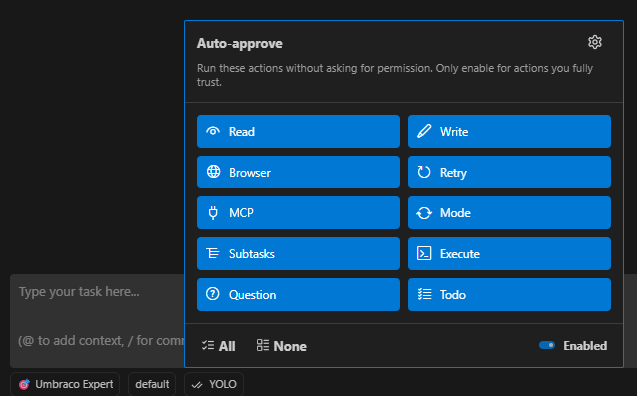 Auto-approve
Run these actions without asking for permission. Only enable for actions you fully
trust.
Read
Write
Browser
Retry
MCP
Mode
Subtasks
Execute
Question
Todo
All
None
Enabled
Type your task here...
(@ to add context, / for comm
Umbraco Expert
default
YOLO